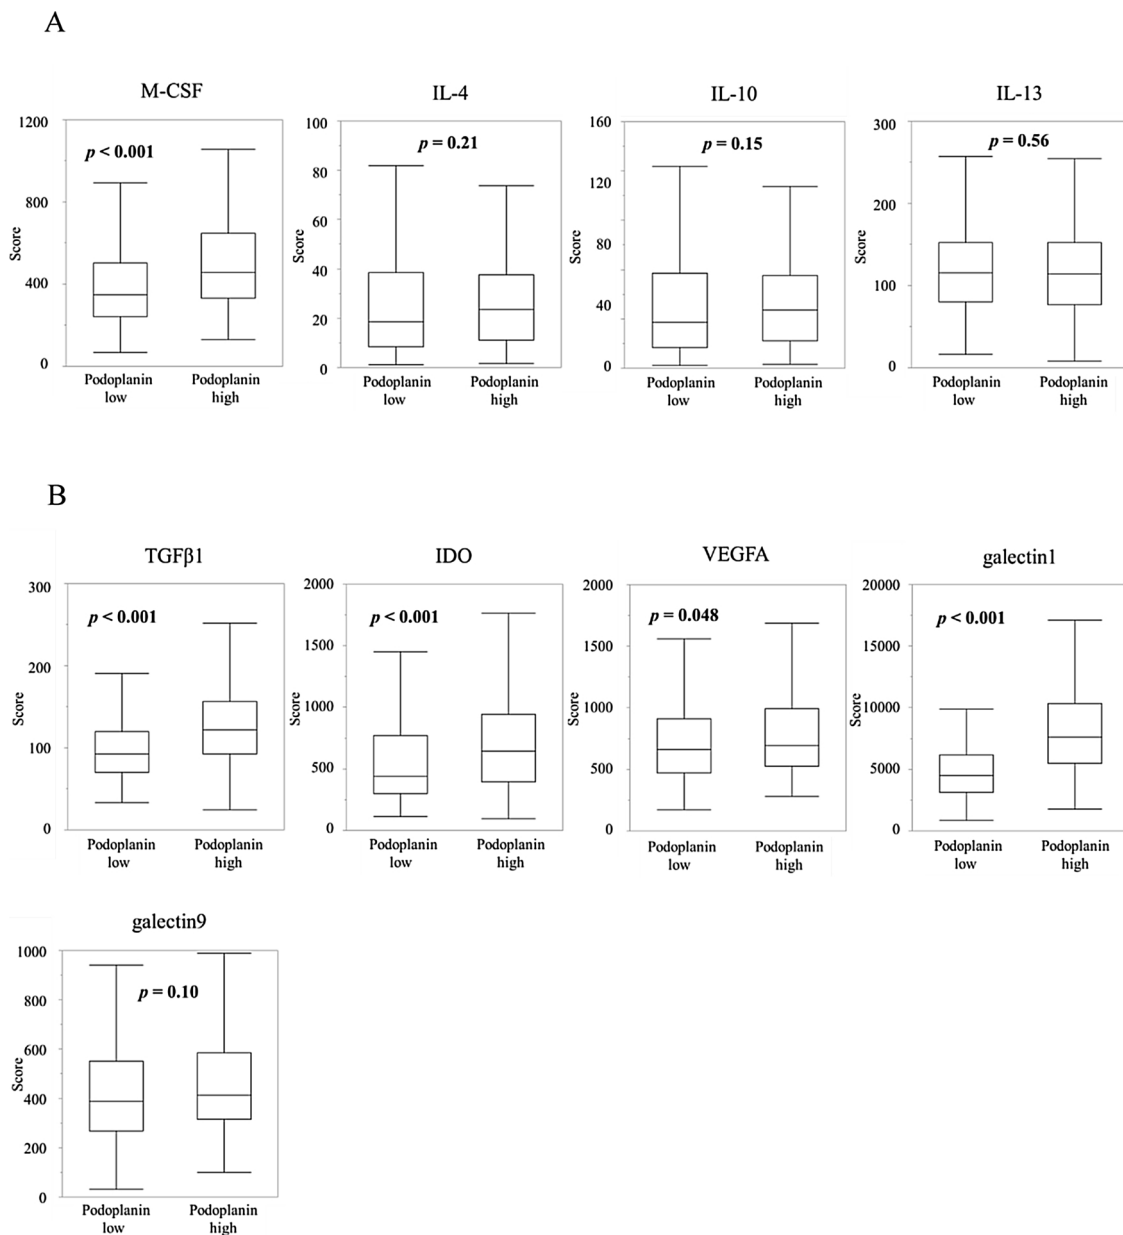 A
M-CSF
1200
800
400
0
Score
p < 0.001
Podoplanin
low
Podoplanin
high
IL-4
100
80
60
40
20
0
Score
p = 0.21
Podoplanin
low
Podoplanin
high
IL-10
160
120
80
40
0
Score
p = 0.15
Podoplanin
low
Podoplanin
high
IL-13
300
200
100
0
Score
p = 0.56
Podoplanin
low
Podoplanin
high
B
TGFβ1
300
200
100
0
Score
p < 0.001
Podoplanin
low
Podoplanin
high
IDO
2000
1500
1000
500
0
Score
p < 0.001
Podoplanin
low
Podoplanin
high
VEGFA
2000
1500
1000
500
0
Score
p = 0.048
Podoplanin
low
Podoplanin
high
galectin1
20000
15000
10000
5000
0
Score
p < 0.001
Podoplanin
low
Podoplanin
high
galectin9
1000
800
600
400
200
0
Score
p = 0.10
Podoplanin
low
Podoplanin
high